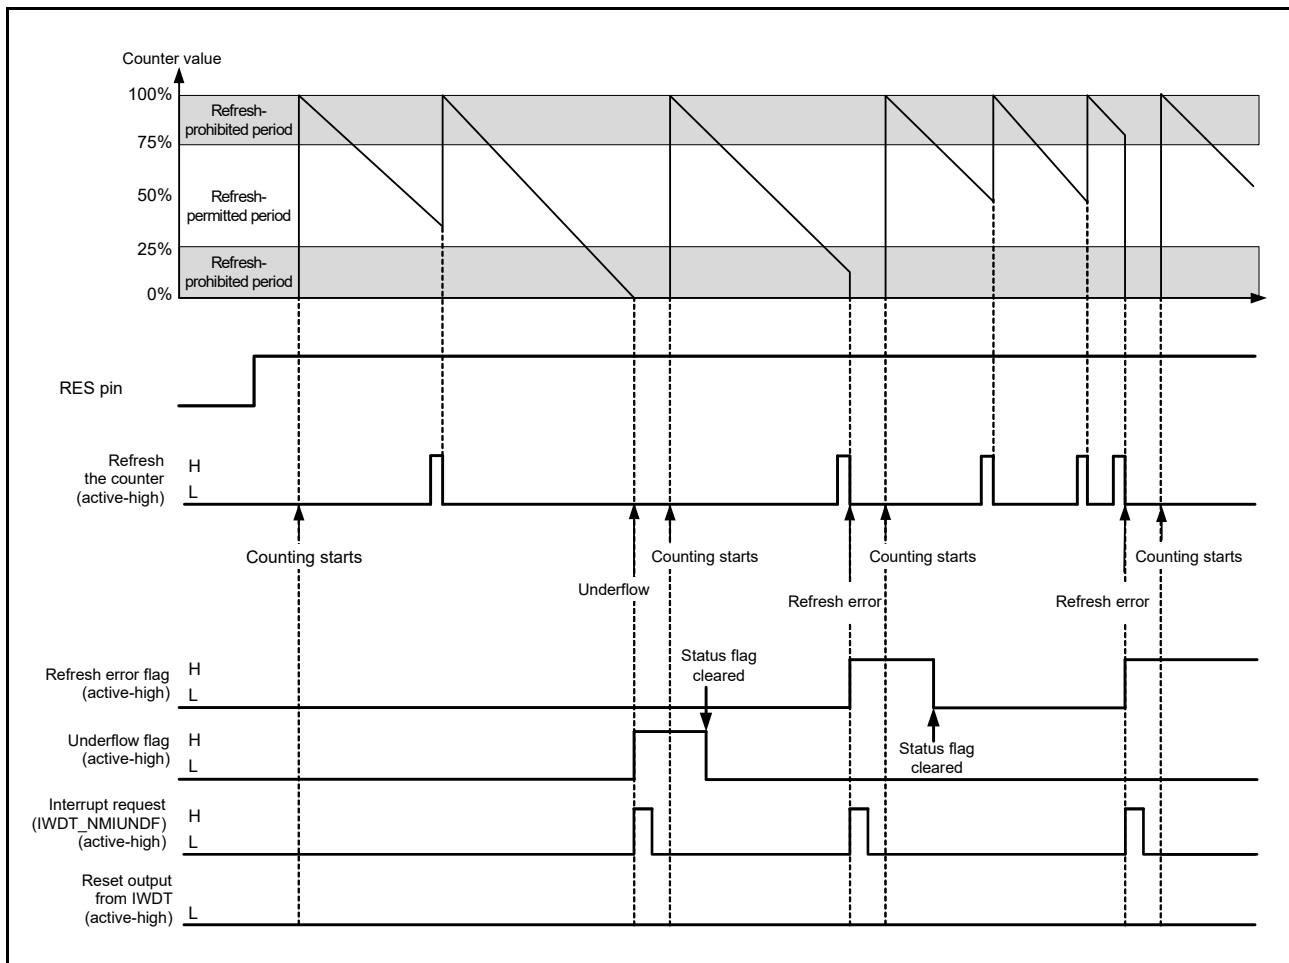 Counter value
100%
Refresh-
prohibited period
75%
50%
Refresh-
permitted period
25%
Refresh-
prohibited period
0%
RES pin
Refresh
the counter
(active-high)
H
L
Counting starts
Counting starts
Counting starts
Counting starts
Underflow
Refresh error
Refresh error
Status flag
cleared
Refresh error flag
(active-high)
H
L
Underflow flag
(active-high)
H
L
Status flag
cleared
Interrupt request
(IWDT_NMIUNDF)
(active-high)
H
L
Reset output
from IWDT
(active-high)
L